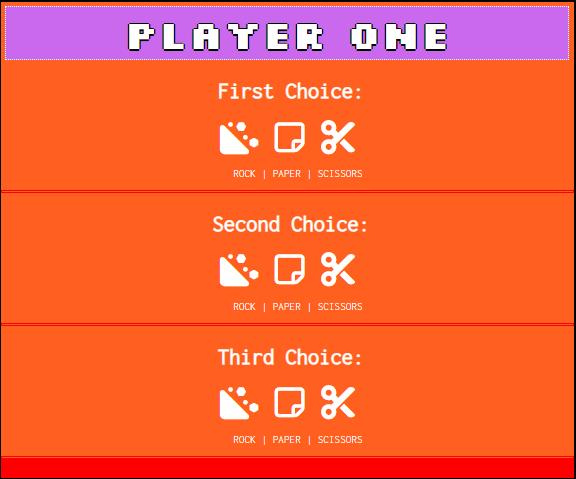 PLAYER ONE
First Choice:
ROCK | PAPER | SCISSORS
Second Choice:
ROCK | PAPER | SCISSORS
Third Choice:
ROCK | PAPER | SCISSORS